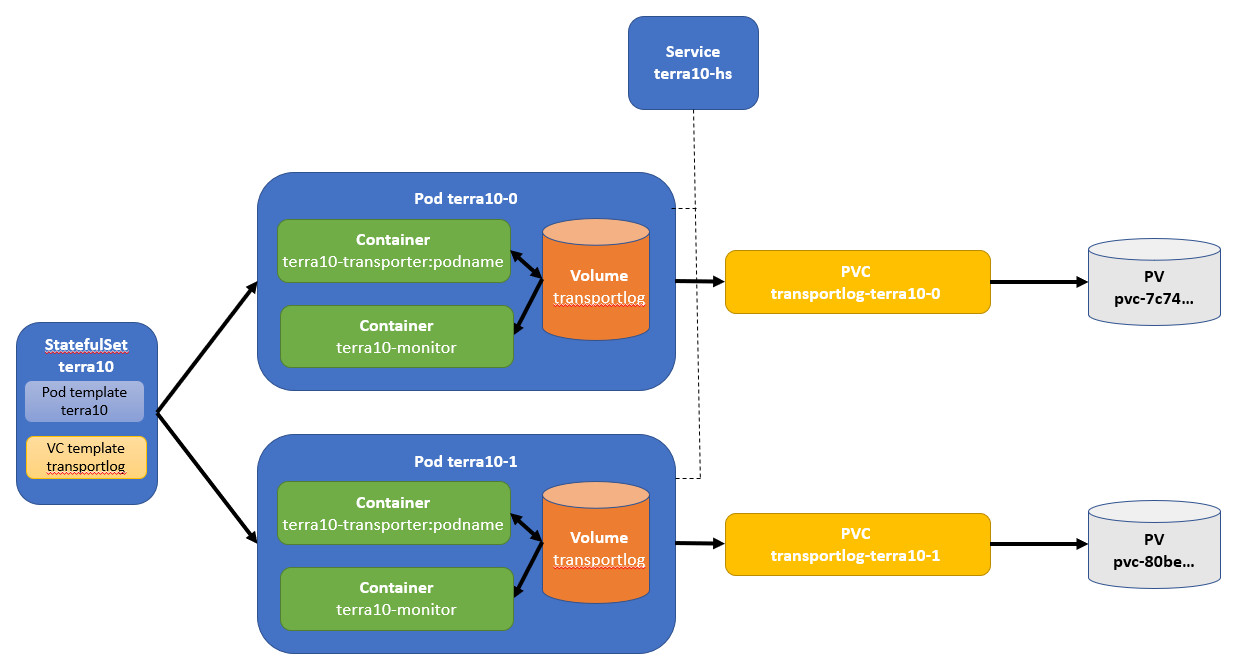 Service
terra10-hs
Pod terra10-0
Container
terra10-transporter:podname
Volume
transportlog
Container
terra10-monitor
PVC
transportlog-terra10-0
PV
pvc-7c74...
StatefulSet
terra10
Pod template
terra10
VC template
transportlog
Pod terra10-1
Container
terra10-transporter:podname
Volume
transportlog
Container
terra10-monitor
PVC
transportlog-terra10-1
PV
pvc-80be...